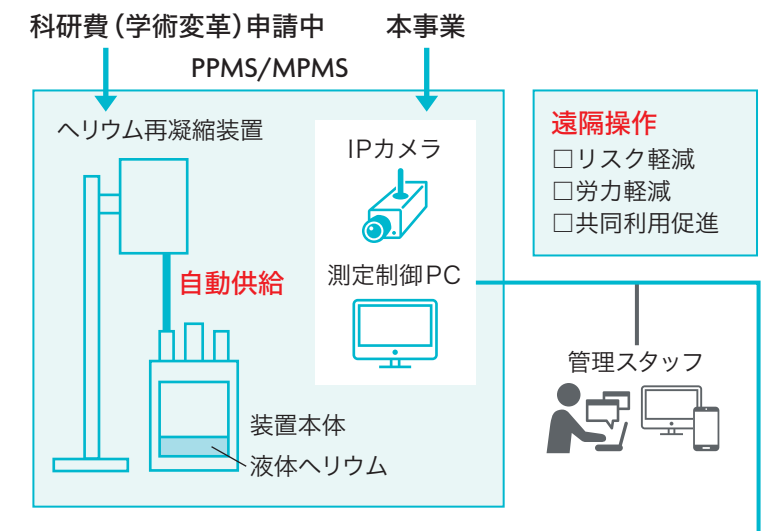 科研費（学術変革）申請中
本事業
PPMS/MPMS
ヘリウム再凝縮装置
IPカメラ
遠隔操作
□リスク軽減
□労力軽減
□共同利用促進
自動供給
測定制御PC
管理スタッフ
装置本体
液体ヘリウム